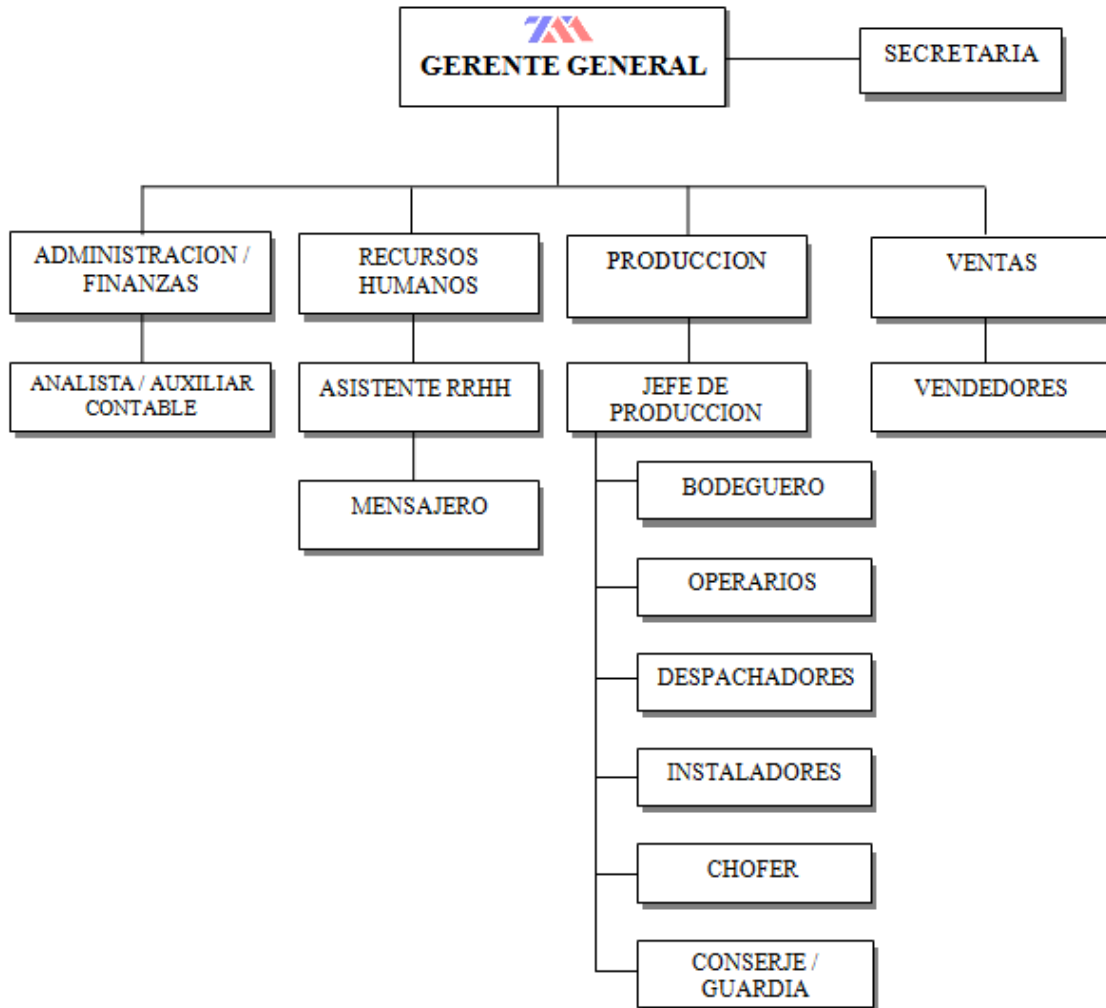 GERENTE GENERAL
SECRETARIA
ADMINISTRACION /
FINANZAS
RECURSOS
HUMANOS
PRODUCCION
VENTAS
ANALISTA / AUXILIAR
CONTABLE
ASISTENTE RRHH
JEFE DE
PRODUCCION
VENDEDORES
MENSAJERO
BODEGUERO
OPERARIOS
DESPACHADORES
INSTALADORES
CHOFER
CONSERJE /
GUARDIA